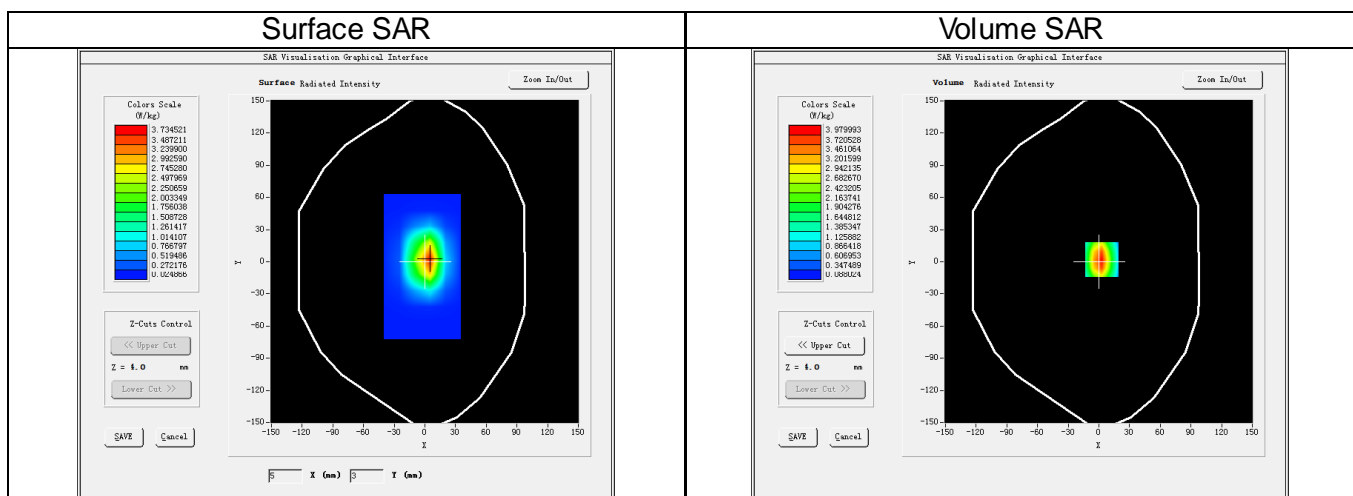 Surface SAR
SAR Visualisation Graphical Interface
Surface Radiated Intensity
Zoom In/Out
Colors Scale
(W/kg)
3.734521
3.487211
3.239900
2.992590
2.745280
2.497969
2.250659
2.003349
1.756038
1.508728
1.261417
1.014107
0.766797
0.519486
0.272176
0.024866
Z-Cuts Control
<< Upper Cut
Z = 4.0 mm
Lower Cut >>
SAVE Cancel
150
120
90
60
30
0
-30
-60
-90
-120
-150
Y
-150 -120 -90 -60 -30 0 30 60 90 120 150
X
5 X (mm) 3 Y (mm)
Volume SAR
SAR Visualisation Graphical Interface
Volume Radiated Intensity
Zoom In/Out
Colors Scale
(W/kg)
3.979993
3.720528
3.461064
3.201599
2.942135
2.682670
2.423205
2.163741
1.904276
1.644812
1.385347
1.125882
0.866418
0.606953
0.347489
0.088024
Z-Cuts Control
<< Upper Cut
Z = 4.0 mm
Lower Cut >>
SAVE Cancel
150
120
90
60
30
0
-30
-60
-90
-120
-150
Y
-150 -120 -90 -60 -30 0 30 60 90 120 150
X